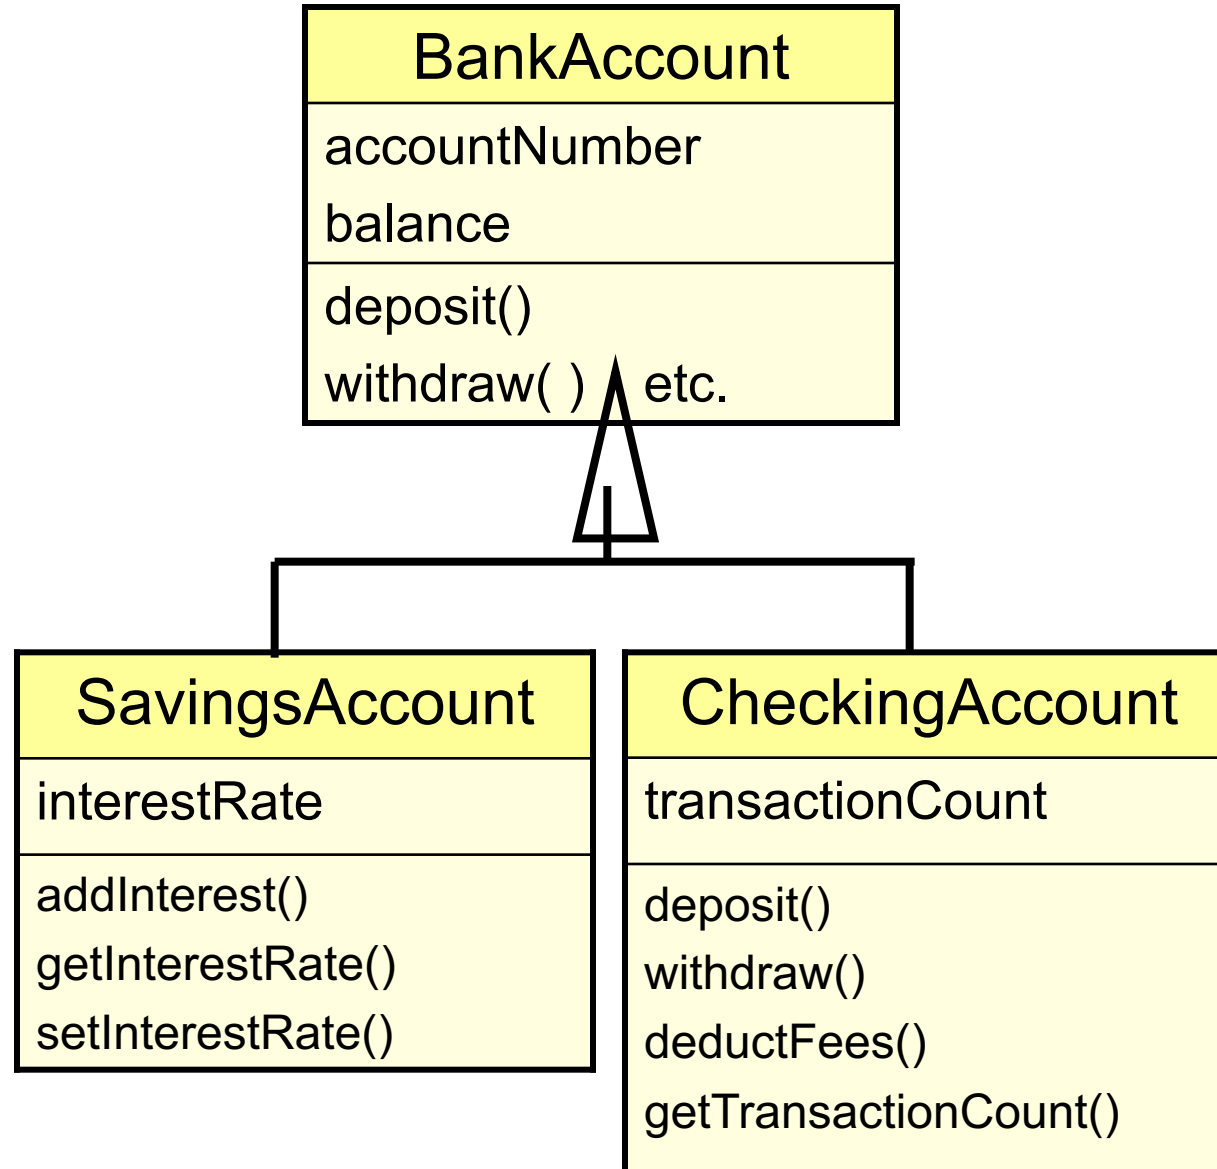 BankAccount
accountNumber
balance
deposit()
withdraw( ) etc.
SavingsAccount
interestRate
addInterest()
getInterestRate()
setInterestRate()
CheckingAccount
transactionCount
deposit()
withdraw()
deductFees()
getTransactionCount()